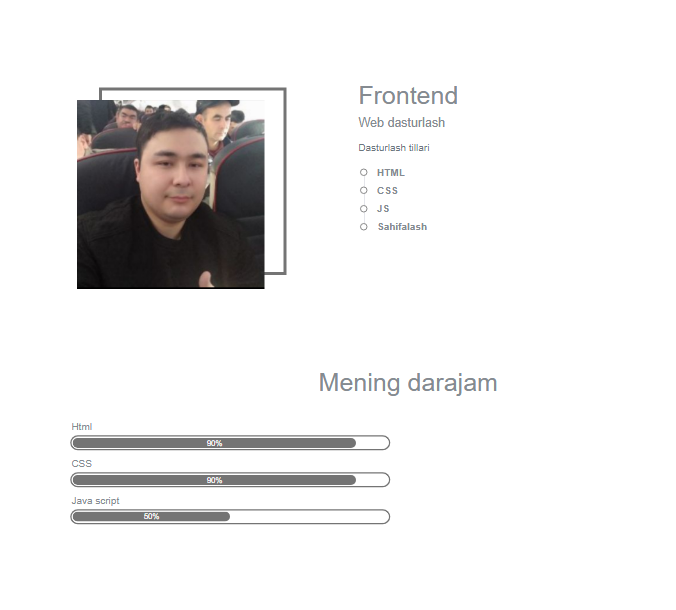 Frontend
Web dasturlash
Dasturlash tillari
HTML
CSS
JS
Sahifalash
Mening darajam
Html
90%
CSS
90%
Java script
50%